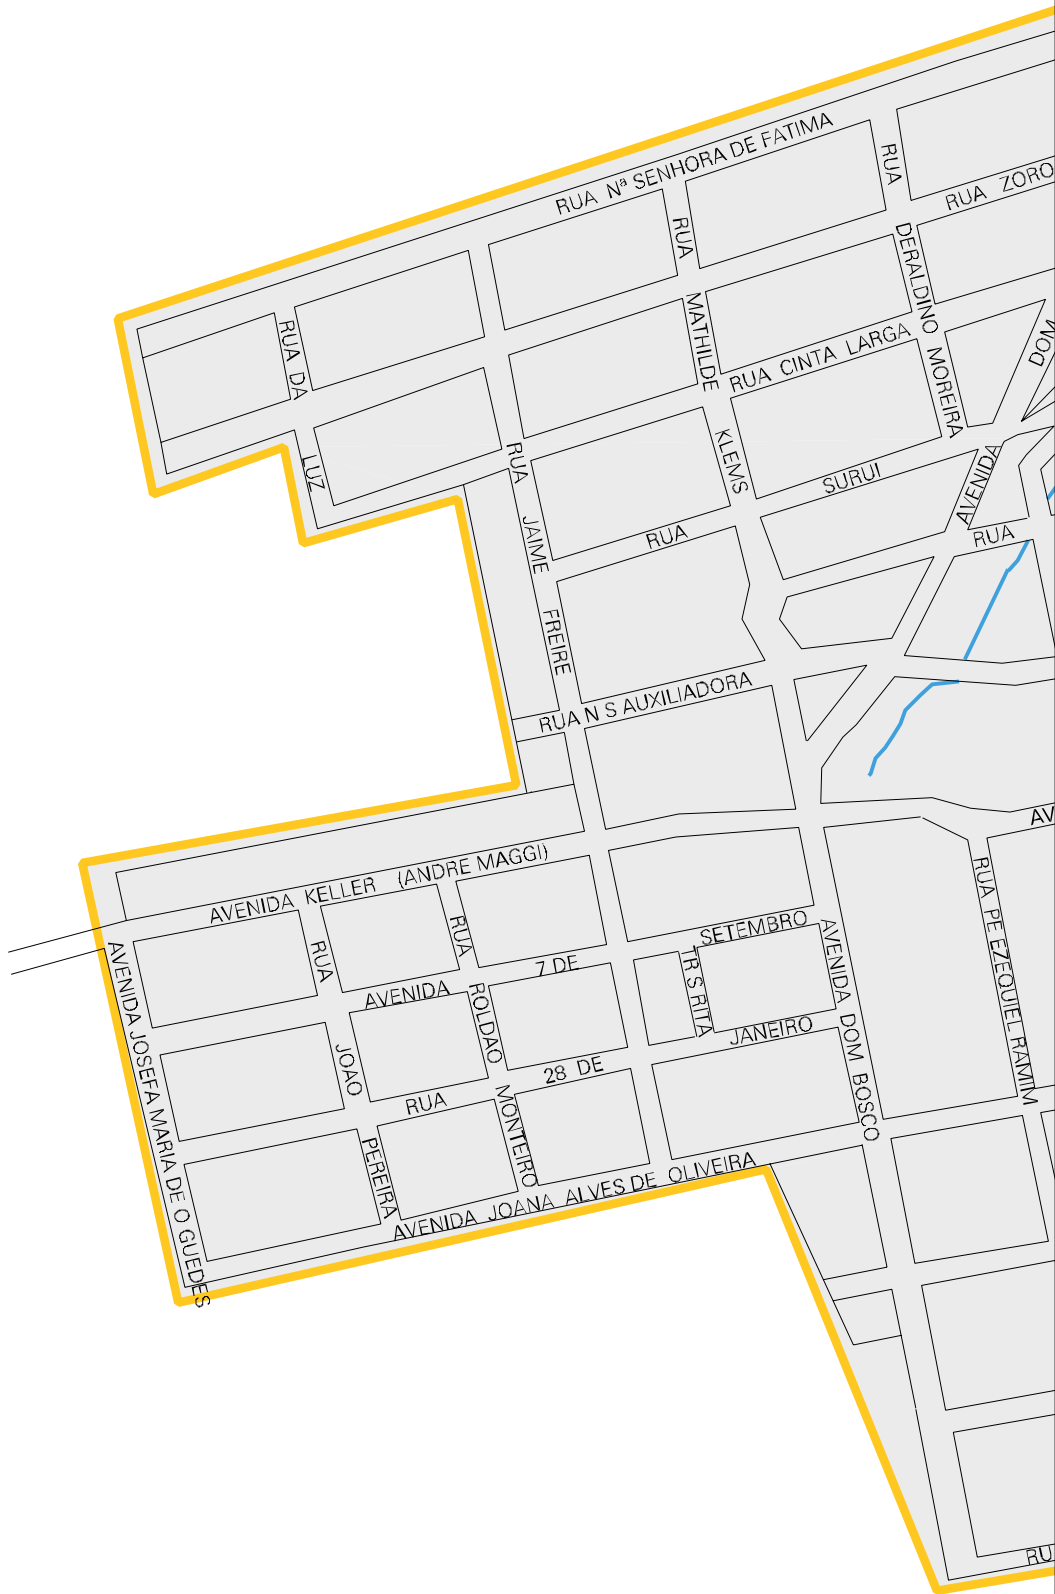 RUA Nª SENHORA DE FATIMA
RUA
DERALDINO MOREIRA
RUA ZORO
RUA
MATHILDE
KLEMS
RUA DA
LUZ
RUA CINTA LARGA
DOM
AVENIDA
RUA
SURUI
RUA
RUA JAIME FREIRE
RUA N S AUXILIADORA
AV
AVENIDA KELLER (ANDRE MAGGI)
RUA PE EZEQUIEL RAMIM
AVENIDA JOSEFA MARIA DE O GUEDES
RUA
JOAO
PEREIRA
RUA
ROLDAO
MONTEIRO
AVENIDA 7 DE SETEMBRO
TR S RITA
AVENIDA DOM BOSCO
RUA 28 DE JANEIRO
AVENIDA JOANA ALVES DE OLIVEIRA
RU